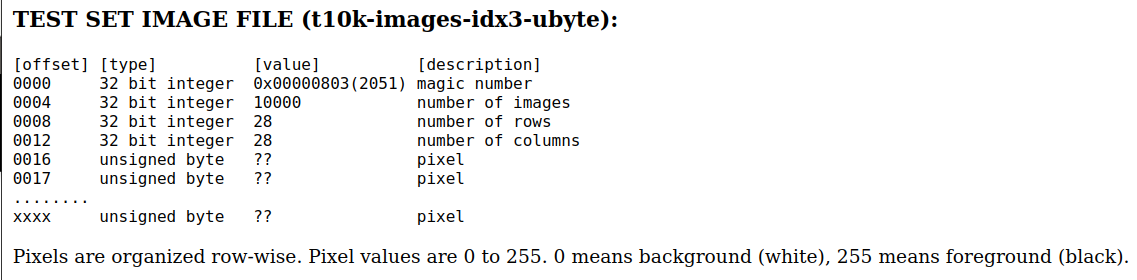 TEST SET IMAGE FILE (t10k-images-idx3-ubyte):
[offset] [type]          [value]          [description]
0000     32 bit integer  0x00000803(2051) magic number
0004     32 bit integer  10000            number of images
0008     32 bit integer  28               number of rows
0012     32 bit integer  28               number of columns
0016     unsigned byte   ??               pixel
0017     unsigned byte   ??               pixel
........
xxxx     unsigned byte   ??               pixel
Pixels are organized row-wise. Pixel values are 0 to 255. 0 means background (white), 255 means foreground (black).